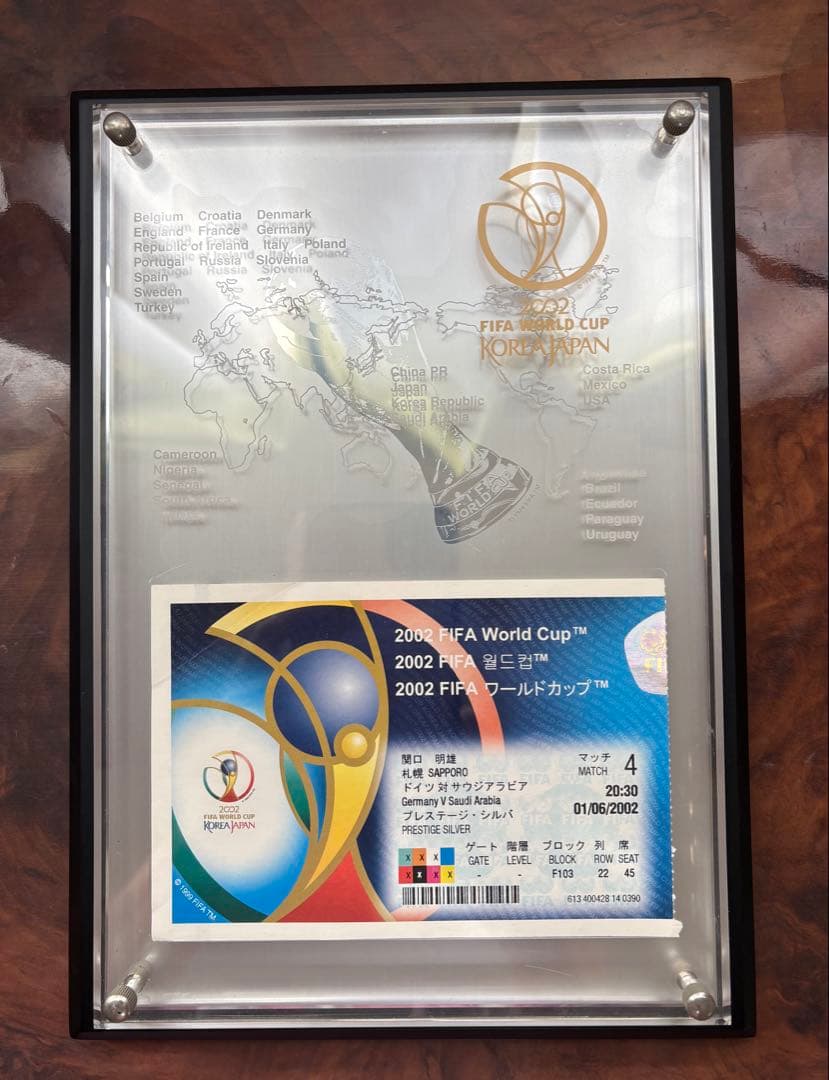 Belgium Croatia Denmark
England France Germany
Republic of Ireland Italy Poland
Portugal Russia Slovenia
Spain
Sweden
Turkey
2002
FIFA WORLD CUP
KOREA JAPAN
TM
China PR
Japan
Korea Republic
Saudi Arabia
Costa Rica
Mexico
USA
Cameroon
Nigeria
Senegal
South Africa
Brazil
Ecuador
Paraguay
Uruguay
FIFA
WORLD CUP
2002 FIFA World Cup™
2002 FIFA 월드컵™
2002 FIFA ワールドカップ™
2002
FIFA WORLD CUP
KOREA JAPAN
© 1999 FIFA TM
関口 明雄
札幌 SAPPORO
ドイツ 対 サウジアラビア
Germany V Saudi Arabia
プレステージ・シルバ
PRESTIGE SILVER
マッチ
MATCH 4
20:30
01/06/2002
ゲート 階層 ブロック 列 席
GATE LEVEL BLOCK ROW SEAT
- - F103 22 45
X X X
X X X X
613 400428 14 0390